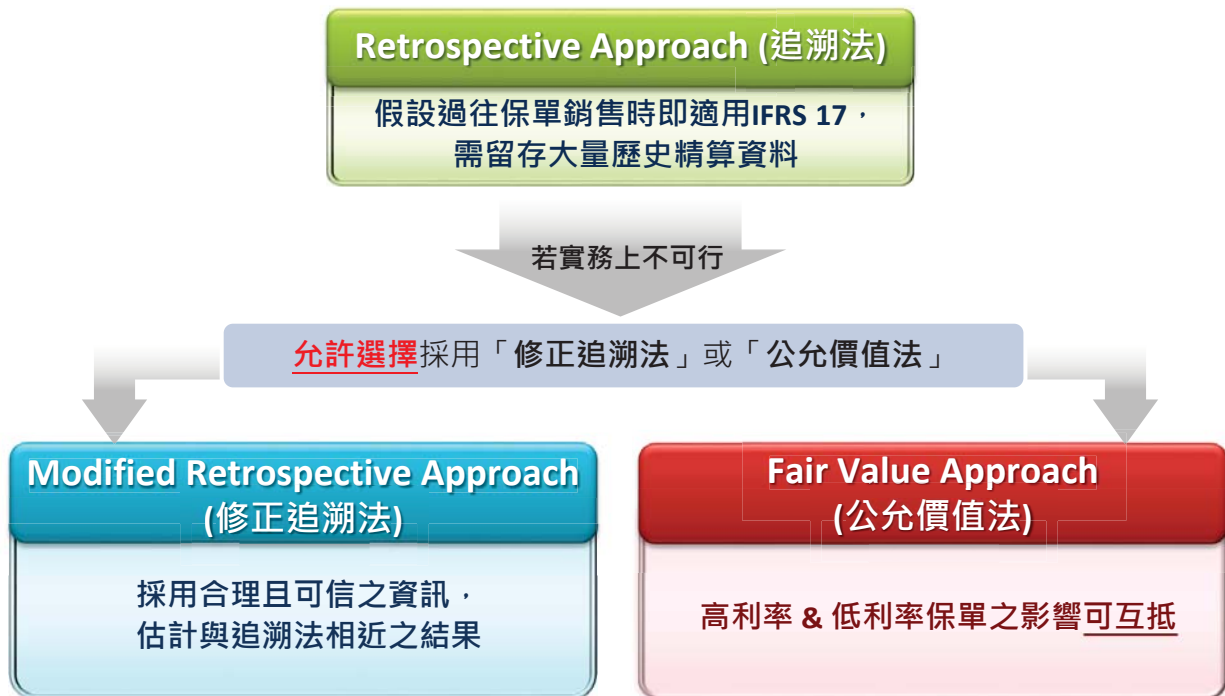 Retrospective Approach (追溯法)
假設過往保單銷售時即適用IFRS 17，
需留存大量歷史精算資料
若實務上不可行
允許選擇採用「修正追溯法」或「公允價值法」
Modified Retrospective Approach
(修正追溯法)
採用合理且可信之資訊，
估計與追溯法相近之結果
Fair Value Approach
(公允價值法)
高利率 & 低利率保單之影響可互抵